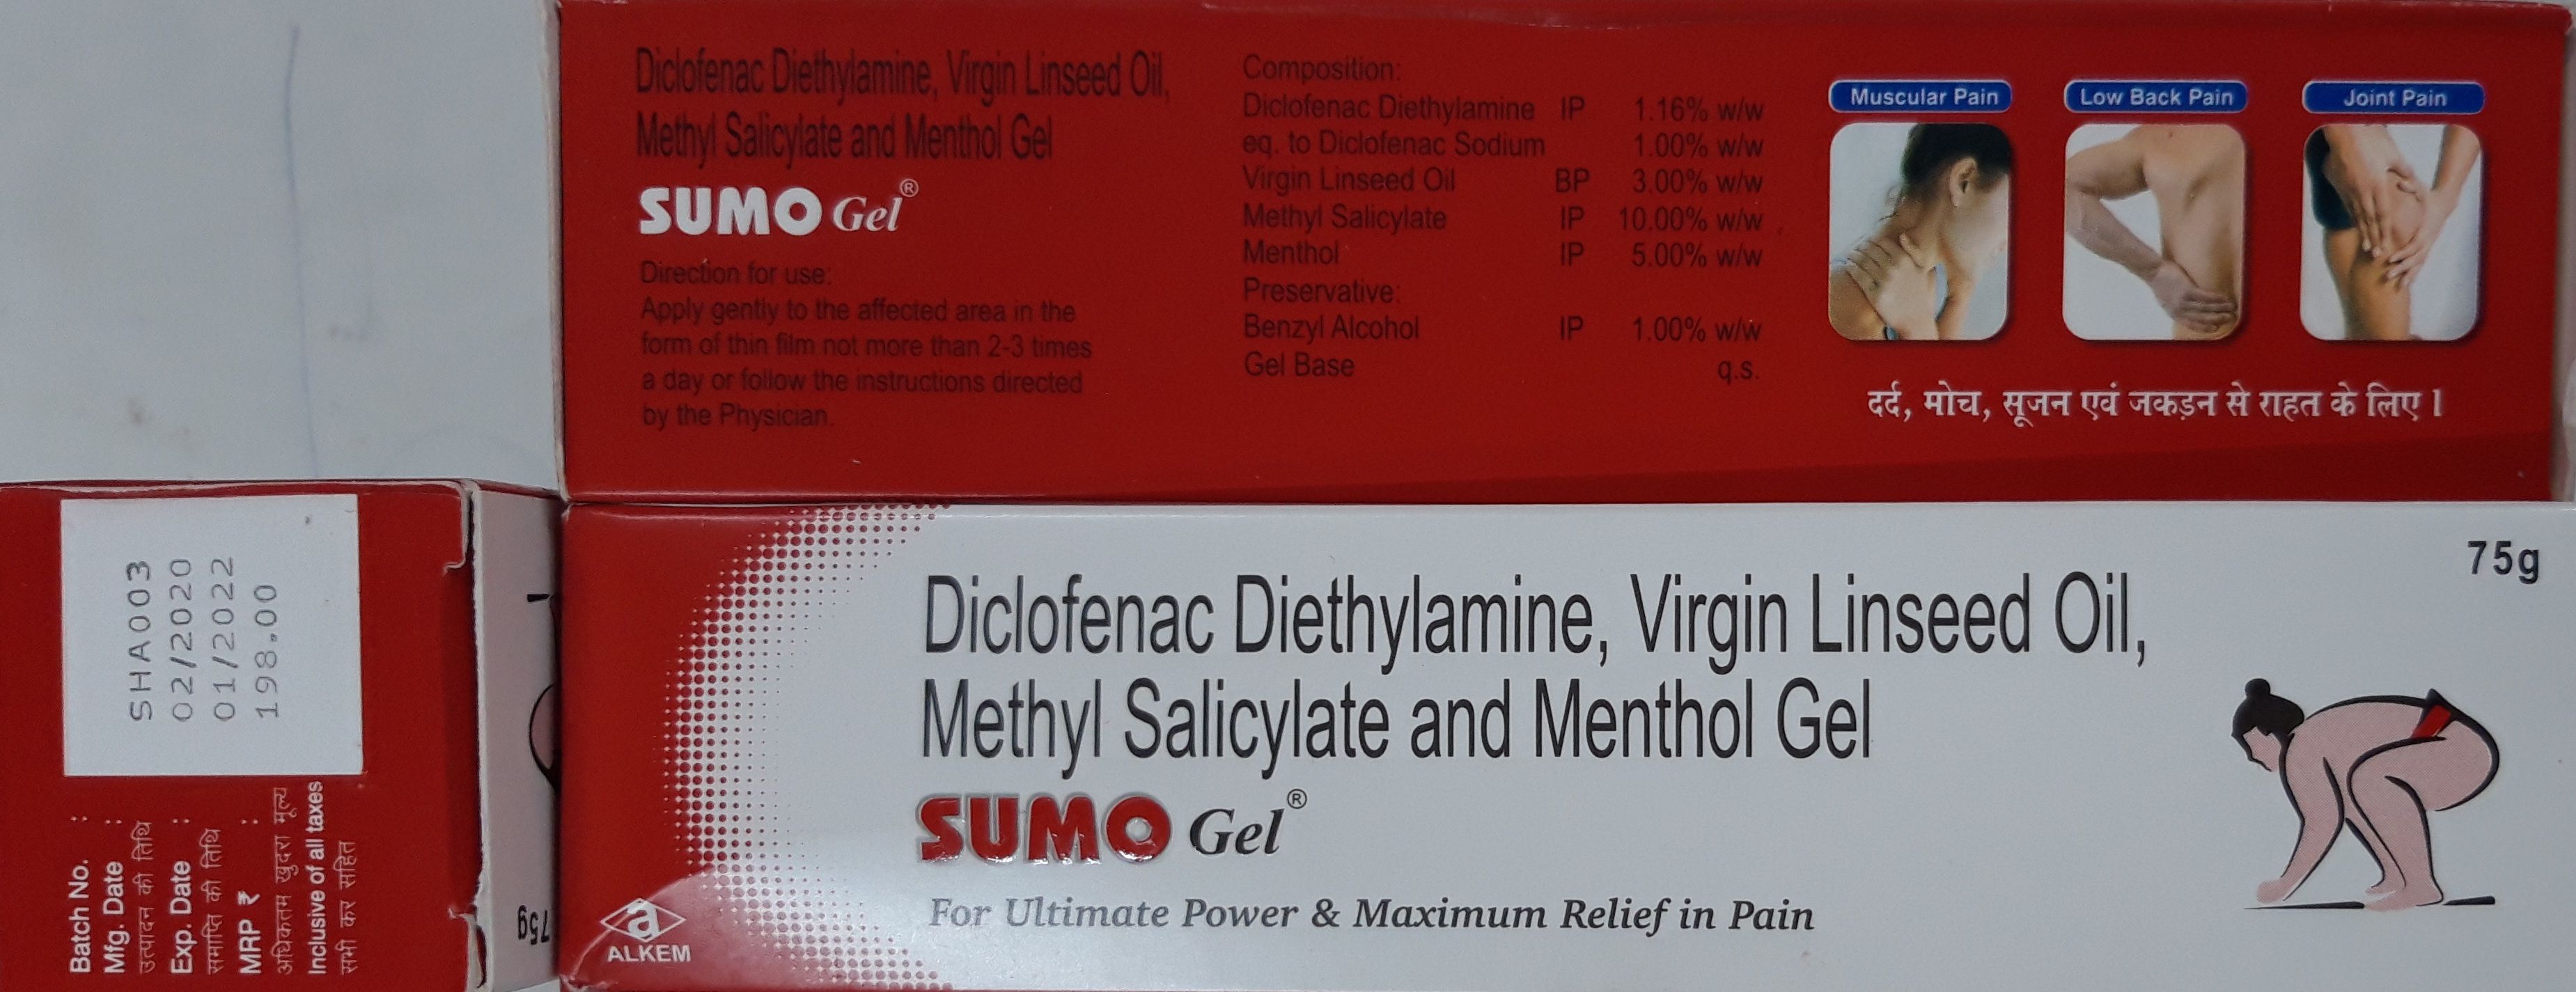 Diclofenac Diethylamine, Virgin Linseed Oil,
Methyl Salicylate and Menthol Gel
SUMO Gel®
Direction for use:
Apply gently to the affected area in the
form of thin film not more than 2-3 times
a day or follow the instructions directed
by the Physician.
Composition:
Diclofenac Diethylamine IP 1.16% w/w
eq. to Diclofenac Sodium 1.00% w/w
Virgin Linseed Oil BP 3.00% w/w
Methyl Salicylate IP 10.00% w/w
Menthol IP 5.00% w/w
Preservative:
Benzyl Alcohol IP 1.00% w/w
Gel Base q.s.
Muscular Pain
Low Back Pain
Joint Pain
दर्द, मोच, सूजन एवं जकड़न से राहत के लिए।
Batch No. :
Mfg. Date :
उत्पादन की तिथि
Exp. Date :
समाप्ति की तिथि
MRP ₹ :
अधिकतम खुदरा मूल्य
Inclusive of all taxes
सभी कर सहित
SHA003
02/2020
01/2022
198.00
75g
75g
Diclofenac Diethylamine, Virgin Linseed Oil,
Methyl Salicylate and Menthol Gel
SUMO Gel®
For Ultimate Power & Maximum Relief in Pain
a
ALKEM